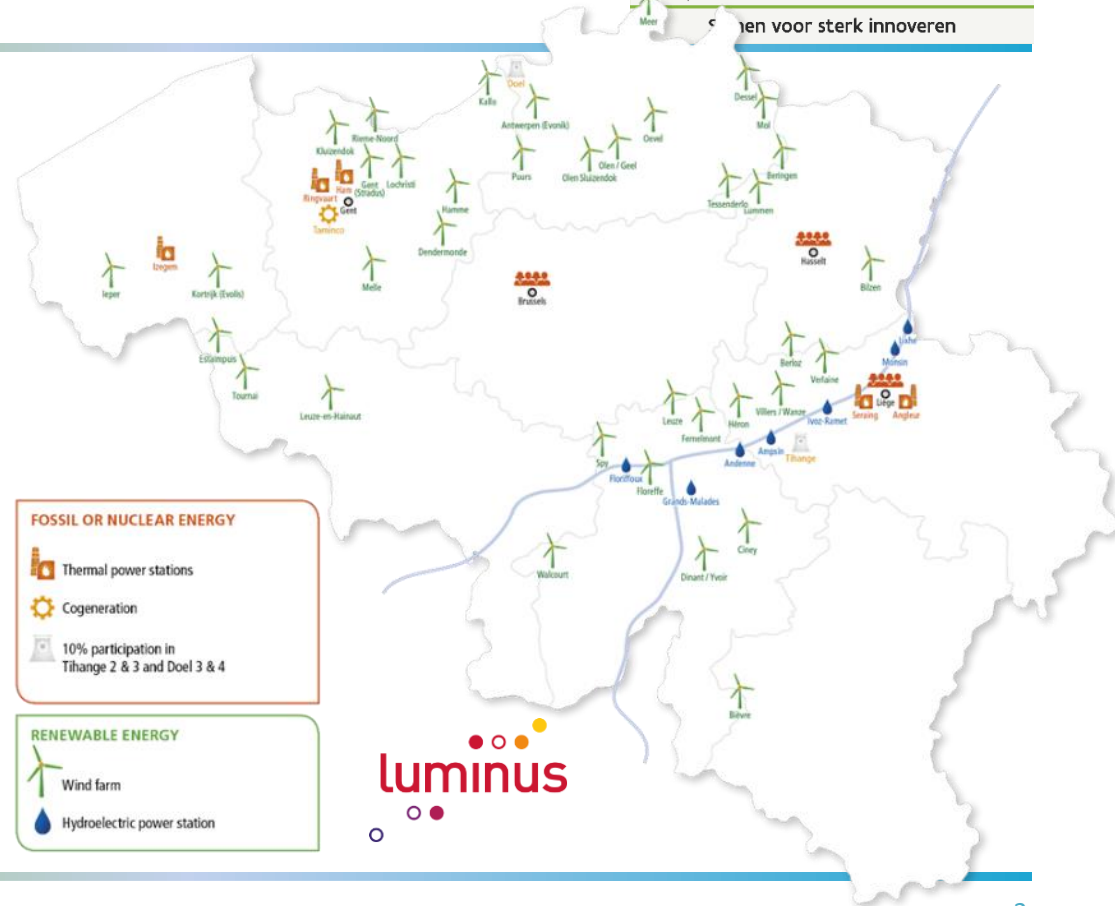 Meer
Samen voor sterk innoveren
Kallo
Doel
Antwerpen (Evonik)
Dessel
Mol
Kluizendok
Rieme-Noord
Oevel
Puurs
Olen Sluizendok
Olen / Geel
Beringen
Ringvaart
Ham
Gent
(Stradus)
Lochristi
Gent
Taminco
Hamme
Tessenderlo
Lummen
Dendermonde
Izegem
Ieper
Kortrijk (Evolis)
Melle
Brussels
Hasselt
Bilzen
Estaimpuis
Tournai
Leuze-en-Hainaut
Lixhe
Monsin
Berloz
Verlaine
Liège
Seraing
Angleur
Leuze
Fernelmont
Héron
Villers / Wanze
Ivoz-Ramet
Spy
Floriffoux
Floreffe
Andenne
Ampsin
Tihange
Grands-Malades
Ciney
Walcourt
Dinant / Yvoir
Bièvre
FOSSIL OR NUCLEAR ENERGY
Thermal power stations
Cogeneration
10% participation in
Tihange 2 & 3 and Doel 3 & 4
RENEWABLE ENERGY
Wind farm
Hydroelectric power station
luminus